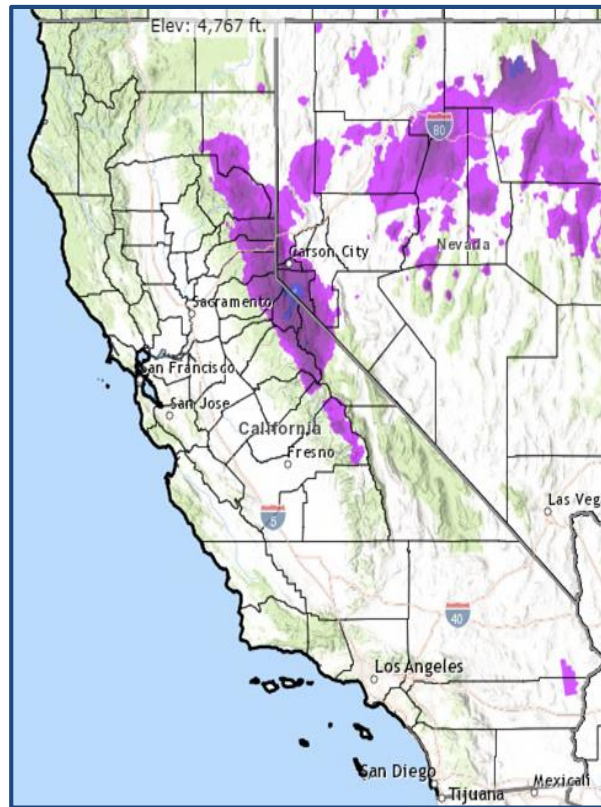 Elev: 4,767 ft.
80
Carson City
Nevada
Sacramento
San Francisco
San Jose
California
Fresno
5
Las Veg
40
Los Angeles
San Diego
Tijuana
Mexicali